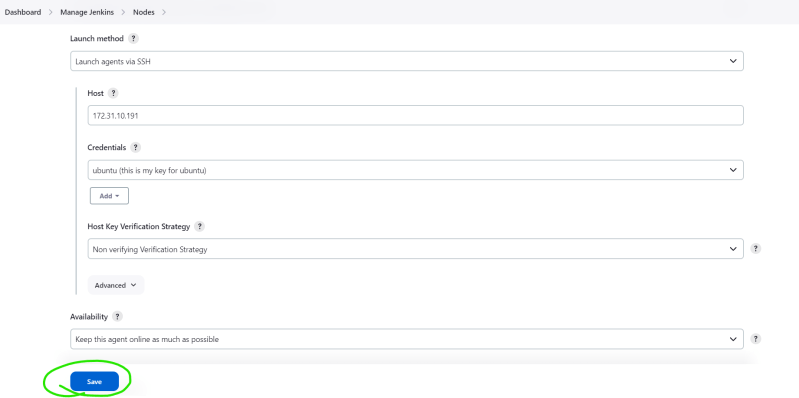 Dashboard > Manage Jenkins > Nodes >
Launch method ?
Launch agents via SSH
Host ?
172.31.10.191
Credentials ?
ubuntu (this is my key for ubuntu)
Add
Host Key Verification Strategy ?
Non verifying Verification Strategy
?
Advanced
Availability ?
Keep this agent online as much as possible
?
Save